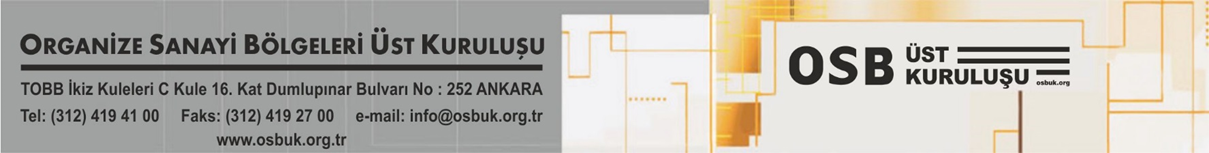 ORGANİZE SANAYİ BÖLGELERİ ÜST KURULUŞU
TOBB İkiz Kuleleri C Kule 16. Kat Dumlupınar Bulvarı No : 252 ANKARA
Tel: (312) 419 41 00 Faks: (312) 419 27 00 e-mail: info@osbuk.org.tr
www.osbuk.org.tr
OSB ÜST
KURULUŞU
osbuk.org